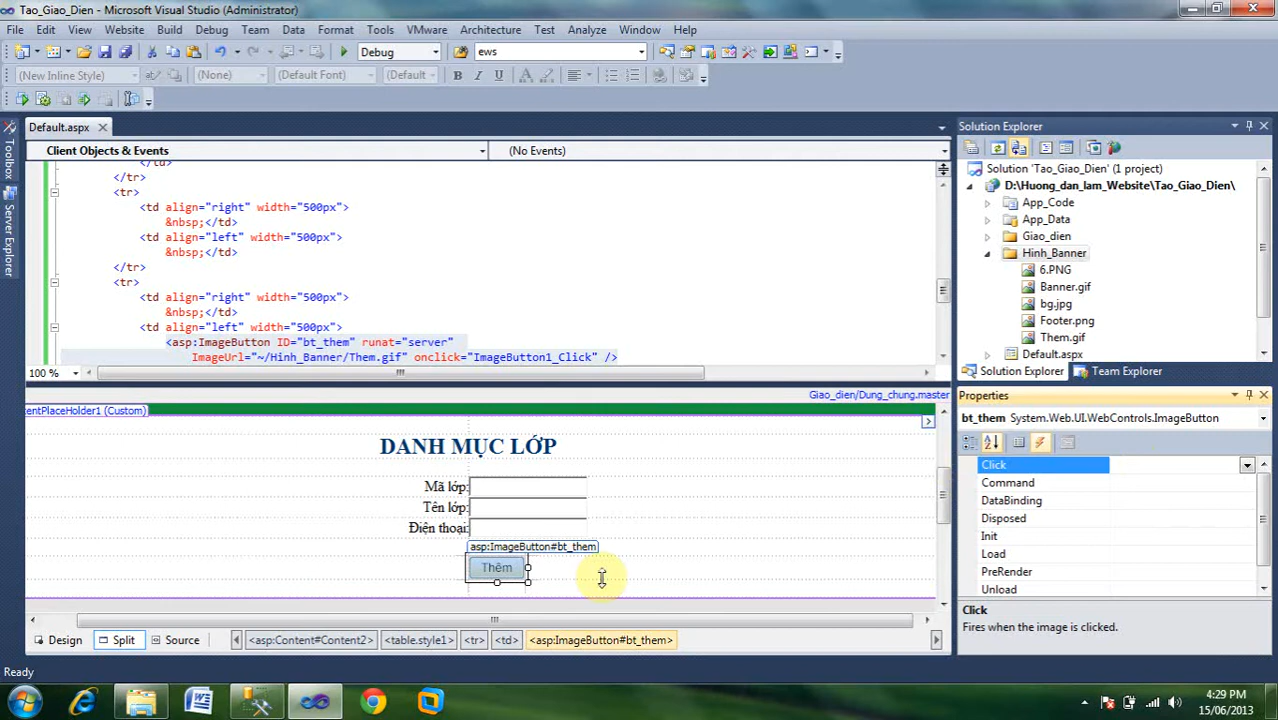 Tao_Giao_Dien - Microsoft Visual Studio (Administrator)
File Edit View Website Build Debug Team Data Format Tools VMware Architecture Test Analyze Window Help
Debug ews
(New Inline Style) (None) (Default Font) (Default B I U A
Default.aspx
Client Objects & Events (No Events)
</td>
</tr>
<tr>
<td align="right" width="500px">
&nbsp;</td>
<td align="left" width="500px">
&nbsp;</td>
</tr>
<tr>
<td align="right" width="500px">
&nbsp;</td>
<td align="left" width="500px">
<asp:ImageButton ID="bt_them" runat="server"
ImageUrl="~/Hinh_Banner/Them.gif" onclick="ImageButton1_Click" />
100 %
Giao_dien/Dung_chung.master
entPlaceHolder1 (Custom)
DANH MỤC LỚP
Mã lớp:
Tên lớp:
Điện thoại:
asp:ImageButton#bt_them
Thêm
Design Split Source <asp:Content#Content2> <table.style1> <tr> <td> <asp:ImageButton#bt_them>
Toolbox
Server Explorer
Solution Explorer
Solution 'Tao_Giao_Dien' (1 project)
D:\Huong_dan_lam_Website\Tao_Giao_Dien\
App_Code
App_Data
Giao_dien
Hinh_Banner
6.PNG
Banner.gif
bg.jpg
Footer.png
Them.gif
Default.aspx
Solution Explorer Team Explorer
Properties
bt_them System.Web.UI.WebControls.ImageButton
Click
Command
DataBinding
Disposed
Init
Load
PreRender
Unload
Click
Fires when the image is clicked.
Ready
4:29 PM
15/06/2013